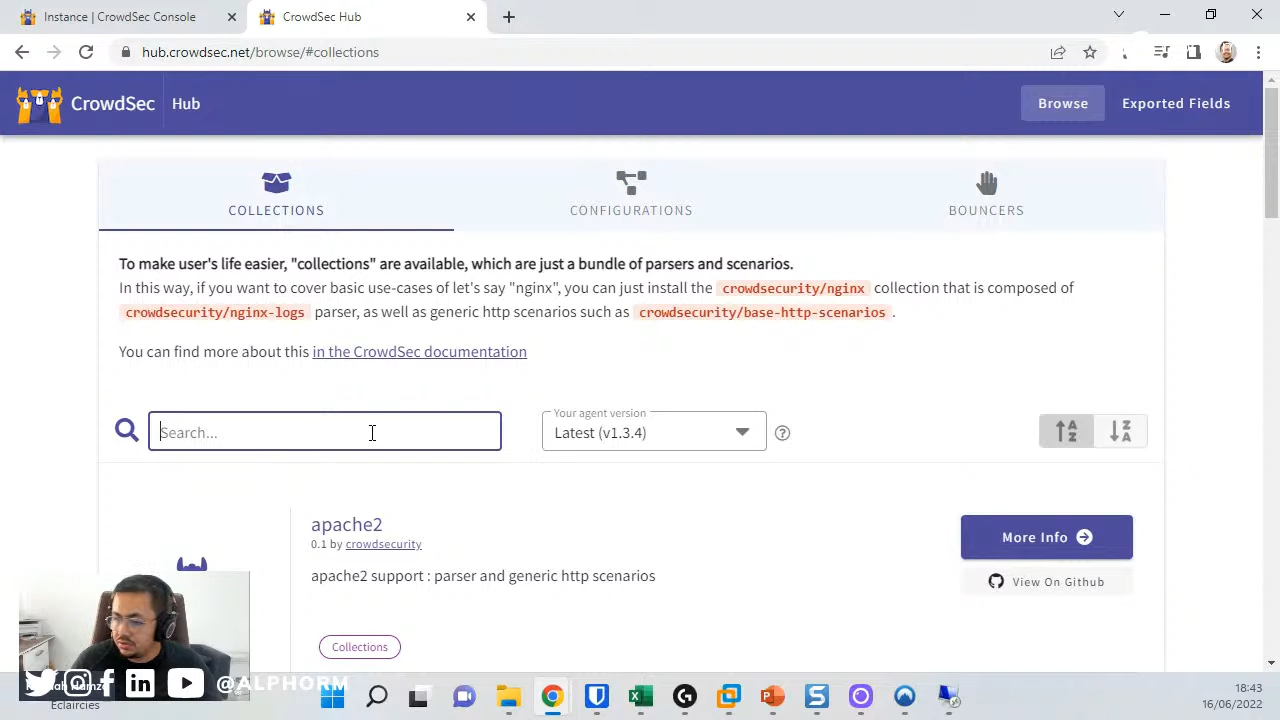 Instance | CrowdSec Console
CrowdSec Hub
hub.crowdsec.net/browse/#collections
CrowdSec
Hub
Browse
Exported Fields
COLLECTIONS
CONFIGURATIONS
BOUNCERS
To make user's life easier, "collections" are available, which are just a bundle of parsers and scenarios.
In this way, if you want to cover basic use-cases of let's say "nginx", you can just install the crowdsecurity/nginx collection that is composed of
crowdsecurity/nginx-logs parser, as well as generic http scenarios such as crowdsecurity/base-http-scenarios .
You can find more about this in the CrowdSec documentation
Search...
Your agent version
Latest (v1.3.4)
A
Z
Z
A
apache2
0.1 by crowdsecurity
More Info
apache2 support : parser and generic http scenarios
View On Github
Collections
@ALPHORM
Eclaircies
18:43
16/06/2022